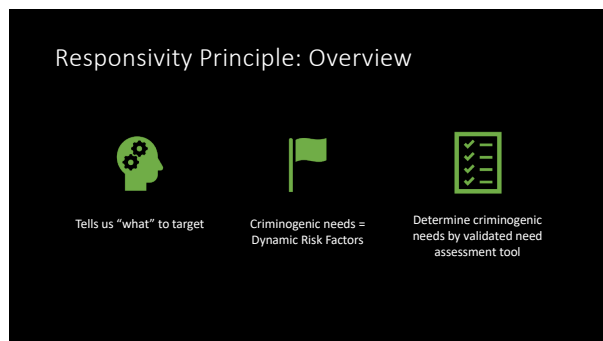 Responsivity Principle: Overview
Tells us “what” to target
Criminogenic needs =
Dynamic Risk Factors
Determine criminogenic
needs by validated need
assessment tool